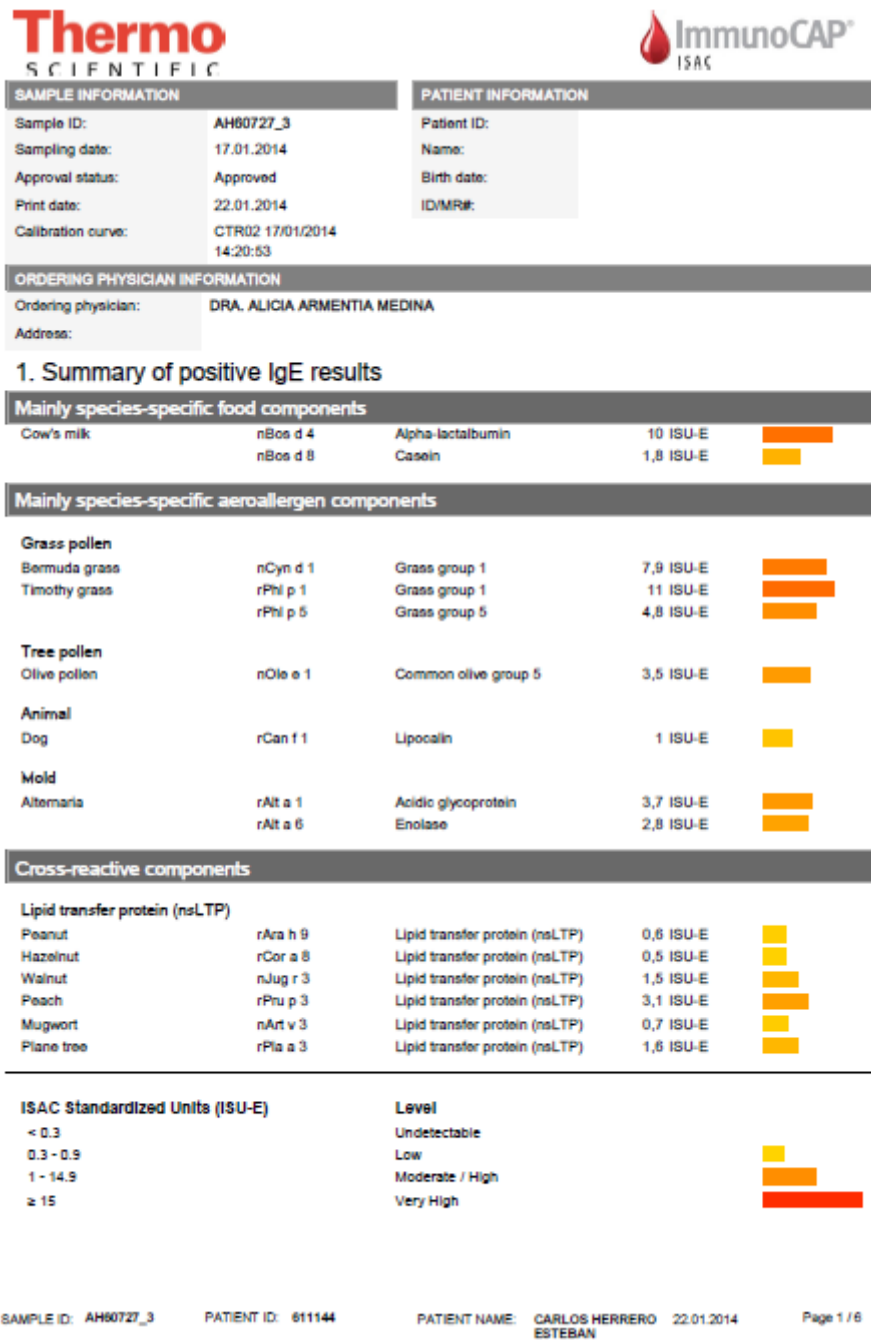 Thermo
SCIENTIFIC
ImmunoCAP®
ISAC
SAMPLE INFORMATION
Sample ID: AH60727_3
Sampling date: 17.01.2014
Approval status: Approved
Print date: 22.01.2014
Calibration curve: CTR02 17/01/2014
14:20:53
PATIENT INFORMATION
Patient ID:
Name:
Birth date:
ID/MR#:
ORDERING PHYSICIAN INFORMATION
Ordering physician: DRA. ALICIA ARMENTIA MEDINA
Address:
1. Summary of positive IgE results
Mainly species-specific food components
Cow's milk nBos d 4 Alpha-lactalbumin 10 ISU-E
nBos d 8 Casein 1,8 ISU-E
Mainly species-specific aeroallergen components
Grass pollen
Bermuda grass nCyn d 1 Grass group 1 7,9 ISU-E
Timothy grass rPhl p 1 Grass group 1 11 ISU-E
rPhl p 5 Grass group 5 4,8 ISU-E
Tree pollen
Olive pollen nOle e 1 Common olive group 5 3,5 ISU-E
Animal
Dog rCan f 1 Lipocalin 1 ISU-E
Mold
Alternaria rAlt a 1 Acidic glycoprotein 3,7 ISU-E
rAlt a 6 Enolase 2,8 ISU-E
Cross-reactive components
Lipid transfer protein (nsLTP)
Peanut rAra h 9 Lipid transfer protein (nsLTP) 0,6 ISU-E
Hazelnut rCor a 8 Lipid transfer protein (nsLTP) 0,5 ISU-E
Walnut nJug r 3 Lipid transfer protein (nsLTP) 1,5 ISU-E
Peach rPru p 3 Lipid transfer protein (nsLTP) 3,1 ISU-E
Mugwort nArt v 3 Lipid transfer protein (nsLTP) 0,7 ISU-E
Plane tree rPla a 3 Lipid transfer protein (nsLTP) 1,6 ISU-E
ISAC Standardized Units (ISU-E) Level
< 0.3 Undetectable
0.3 - 0.9 Low
1 - 14.9 Moderate / High
≥ 15 Very High
SAMPLE ID: AH60727_3 PATIENT ID: 611144 PATIENT NAME: CARLOS HERRERO 22.01.2014 Page 1 / 6
ESTEBAN